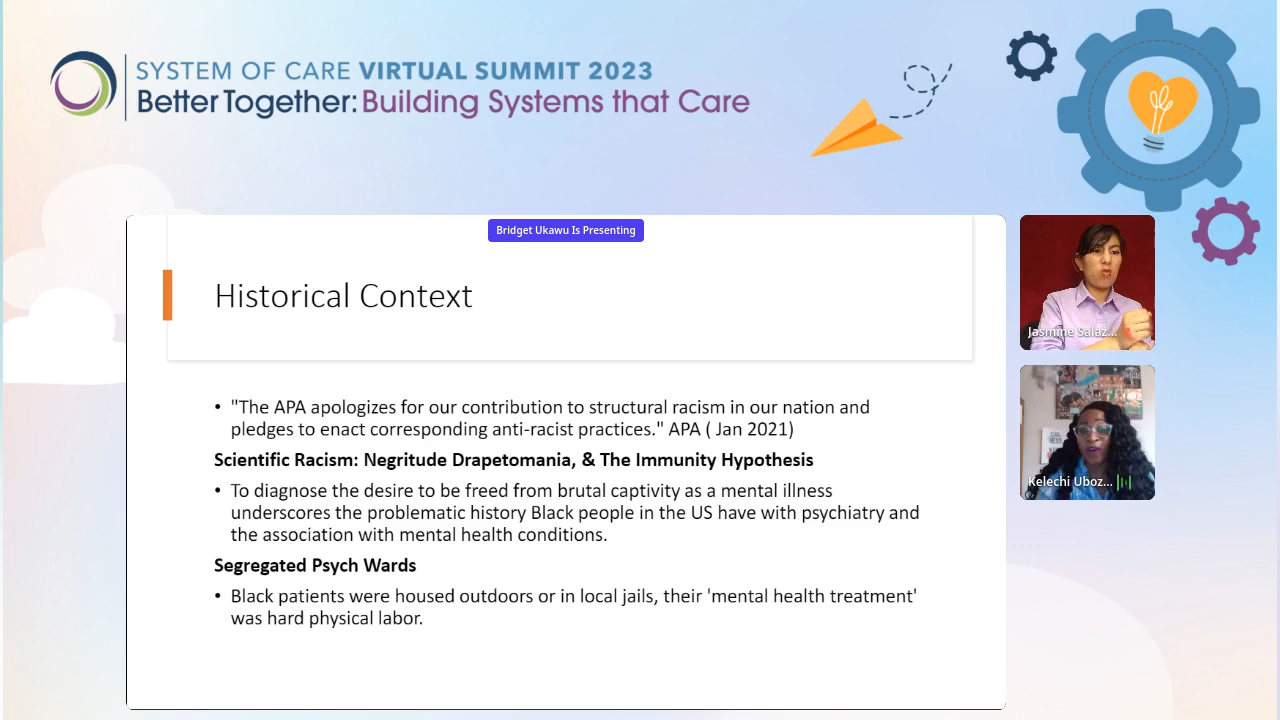 SYSTEM OF CARE VIRTUAL SUMMIT 2023
Better Together: Building Systems that Care
Bridget Ukawu Is Presenting
Historical Context
• "The APA apologizes for our contribution to structural racism in our nation and
pledges to enact corresponding anti-racist practices." APA ( Jan 2021)
Scientific Racism: Negritude Drapetomania, & The Immunity Hypothesis
• To diagnose the desire to be freed from brutal captivity as a mental illness
underscores the problematic history Black people in the US have with psychiatry and
the association with mental health conditions.
Segregated Psych Wards
• Black patients were housed outdoors or in local jails, their 'mental health treatment'
was hard physical labor.
Jasmine Salaz...
Kelechi Uboz...